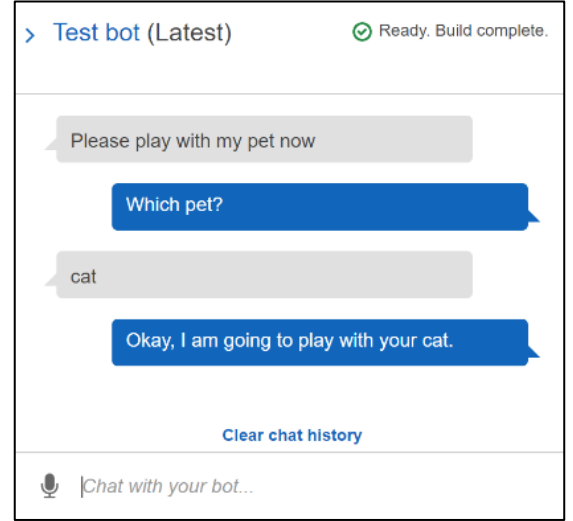 › Test bot (Latest)
Ready. Build complete.
Please play with my pet now
Which pet?
cat
Okay, I am going to play with your cat.
Clear chat history
Chat with your bot...